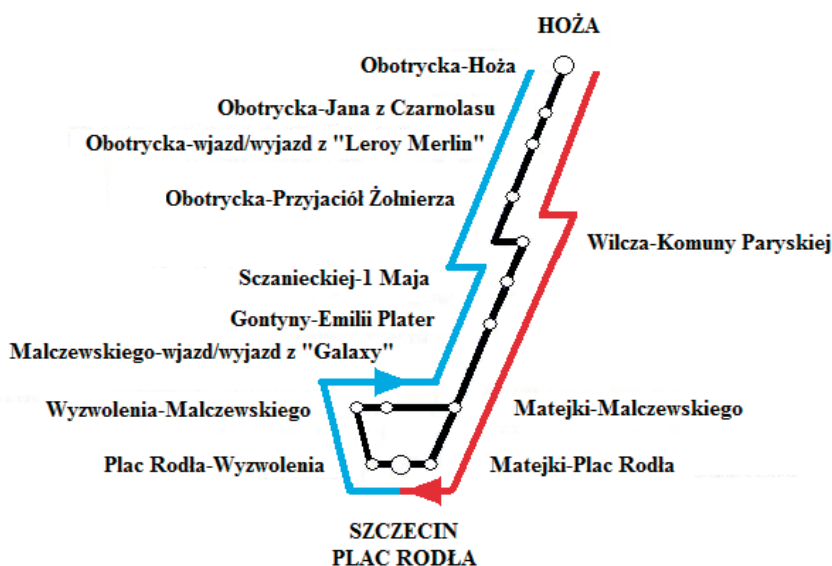 HOŻA
Obotrycka-Hoża
Obotrycka-Jana z Czarnolasu
Obotrycka-wjazd/wyjazd z "Leroy Merlin"
Obotrycka-Przyjaciół Żołnierza
Wilcza-Komuny Paryskiej
Sczanieckiej-1 Maja
Gontyny-Emilii Plater
Malczewskiego-wjazd/wyjazd z "Galaxy"
Wyzwolenia-Malczewskiego
Matejki-Malczewskiego
Plac Rodła-Wyzwolenia
Matejki-Plac Rodła
SZCZECIN
PLAC RODŁA